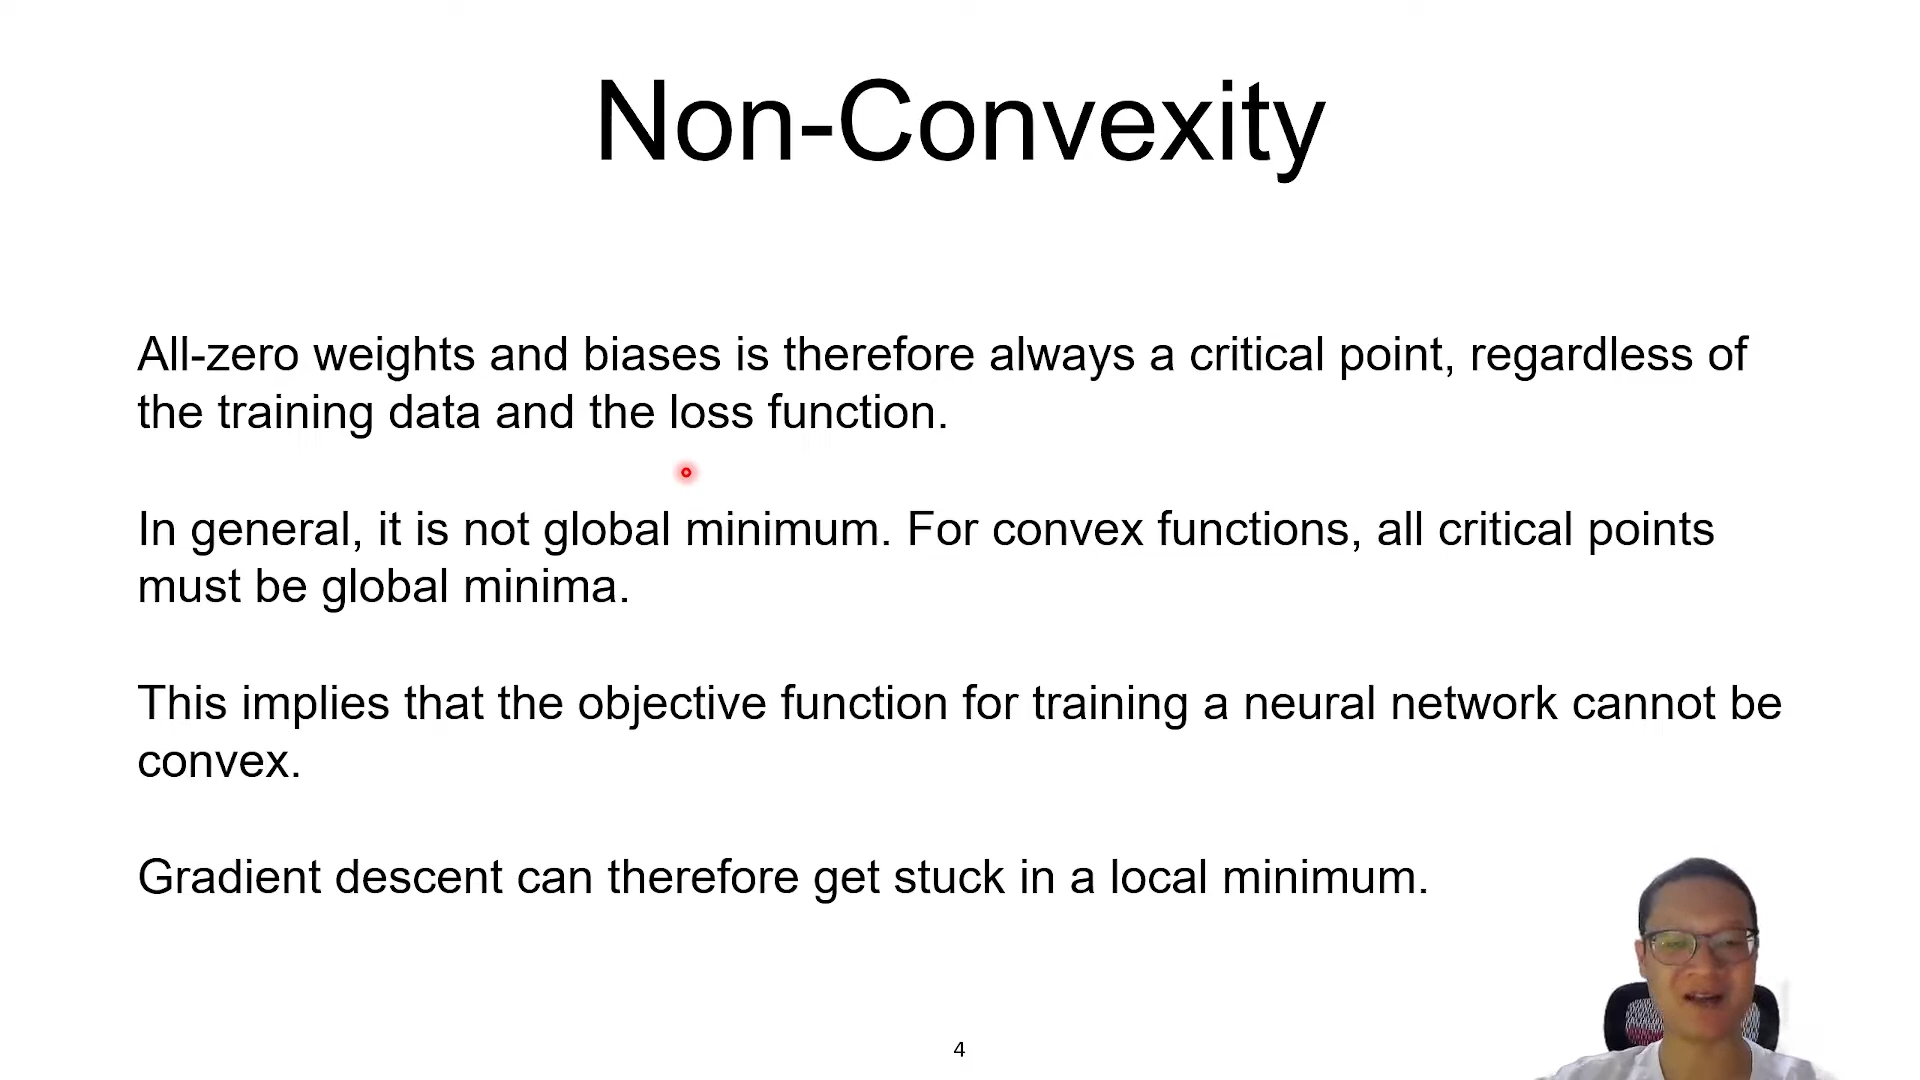 Non-Convexity
All-zero weights and biases is therefore always a critical point, regardless of
the training data and the loss function.
In general, it is not global minimum. For convex functions, all critical points
must be global minima.
This implies that the objective function for training a neural network cannot be
convex.
Gradient descent can therefore get stuck in a local minimum.
4